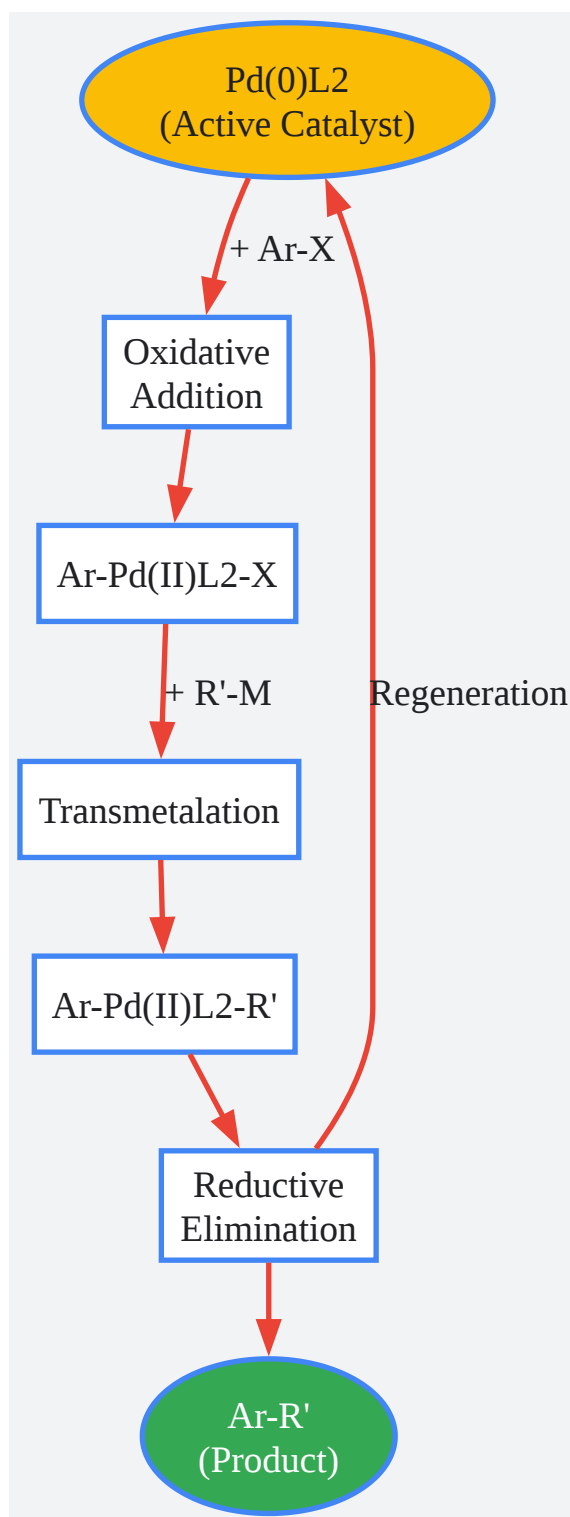 Pd(0)L2
(Active Catalyst)
+ Ar-X
Oxidative
Addition
Ar-Pd(II)L2-X
+ R'-M
Regeneration
Transmetalation
Ar-Pd(II)L2-R'
Reductive
Elimination
Ar-R'
(Product)